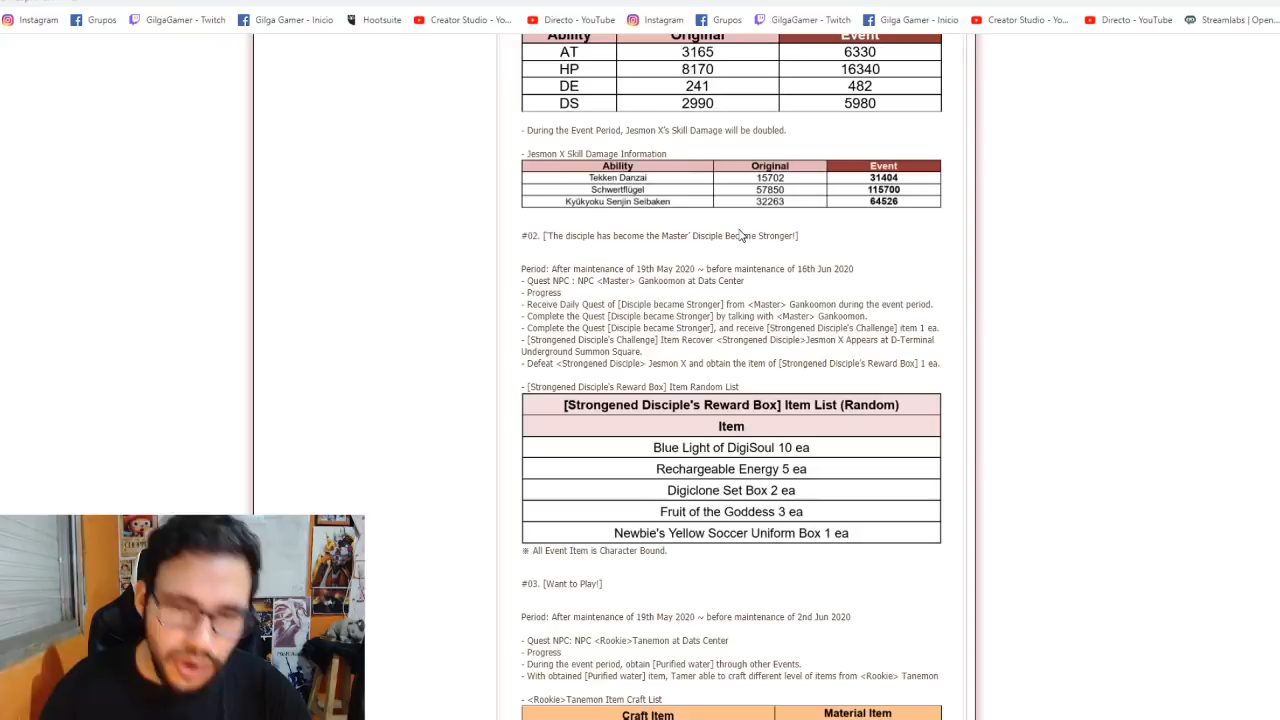 Instagram Grupos GilgaGamer - Twitch Gilga Gamer - Inicio Hootsuite Creator Studio - Yo... Directo - YouTube Instagram Grupos GilgaGamer - Twitch Gilga Gamer - Inicio Creator Studio - Yo... Directo - YouTube Streamlabs | Open...
Ability Original Event
AT 3165 6330
HP 8170 16340
DE 241 482
DS 2990 5980
- During the Event Period, Jesmon X's Skill Damage will be doubled.
- Jesmon X Skill Damage Information
Ability Original Event
Tekken Danzai 15702 31404
Schwertflügel 57850 115700
Kyūkyoku Senjin Seibaken 32263 64526
#02. ['The disciple has become the Master' Disciple Become Stronger!]
Period: After maintenance of 19th May 2020 ~ before maintenance of 16th Jun 2020
- Quest NPC : NPC <Master> Gankoomon at Dats Center
- Progress
- Receive Daily Quest of [Disciple became Stronger] from <Master> Gankoomon during the event period.
- Complete the Quest [Disciple became Stronger] by talking with <Master> Gankoomon.
- Complete the Quest [Disciple became Stronger], and receive [Strongened Disciple's Challenge] item 1 ea.
- [Strongened Disciple's Challenge] Item Recover <Strongened Disciple>Jesmon X Appears at D-Terminal
Underground Summon Square.
- Defeat <Strongened Disciple> Jesmon X and obtain the item of [Strongened Disciple's Reward Box] 1 ea.
- [Strongened Disciple's Reward Box] Item Random List
[Strongened Disciple's Reward Box] Item List (Random)
Item
Blue Light of DigiSoul 10 ea
Rechargeable Energy 5 ea
Digiclone Set Box 2 ea
Fruit of the Goddess 3 ea
Newbie's Yellow Soccer Uniform Box 1 ea
※ All Event Item is Character Bound.
#03. [Want to Play!]
Period: After maintenance of 19th May 2020 ~ before maintenance of 2nd Jun 2020
- Quest NPC: NPC <Rookie>Tanemon at Dats Center
- Progress
- During the event period, obtain [Purified water] through other Events.
- With obtained [Purified water] item, Tamer able to craft different level of items from <Rookie> Tanemon
- <Rookie>Tanemon Item Craft List
Craft Item Material Item